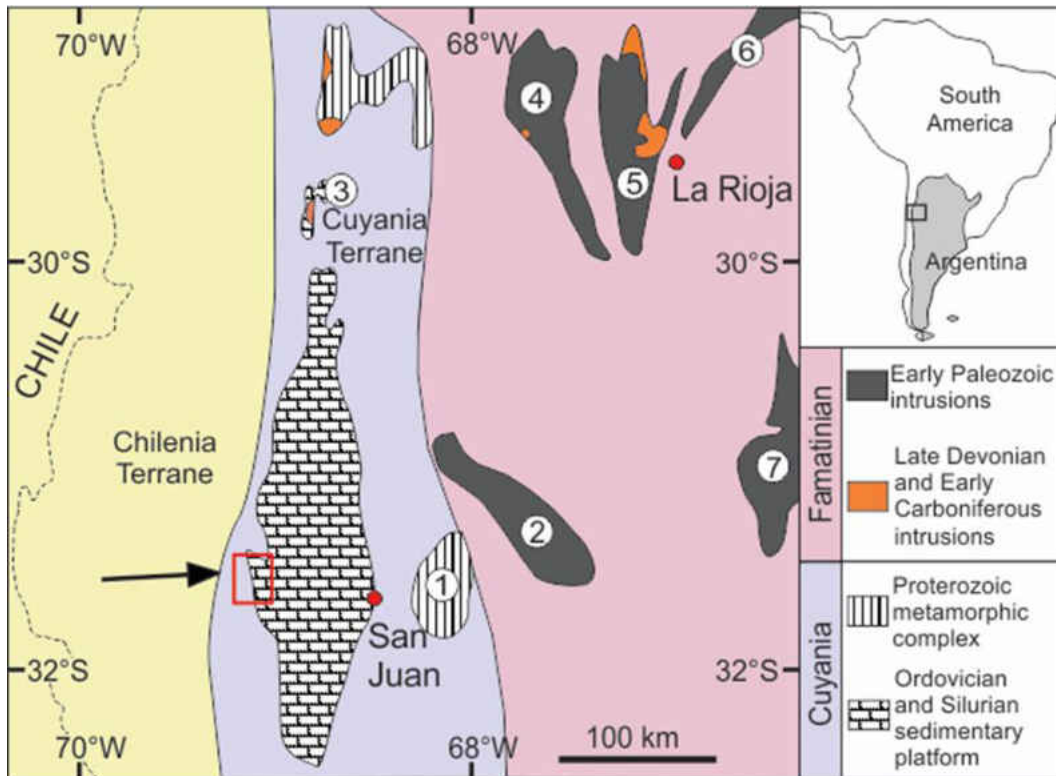 70°W
68°W
6
4
South
America
3
5
La Rioja
Cuyania
Terrane
30°S
30°S
Argentina
CHILE
Early Paleozoic
intrusions
Chilenia
Terrane
7
Famatinian
Late Devonian
and Early
Carboniferous
intrusions
2
1
Proterozoic
metamorphic
complex
San
Juan
32°S
32°S
Cuyania
Ordovician
and Silurian
sedimentary
platform
70°W
68°W
100 km